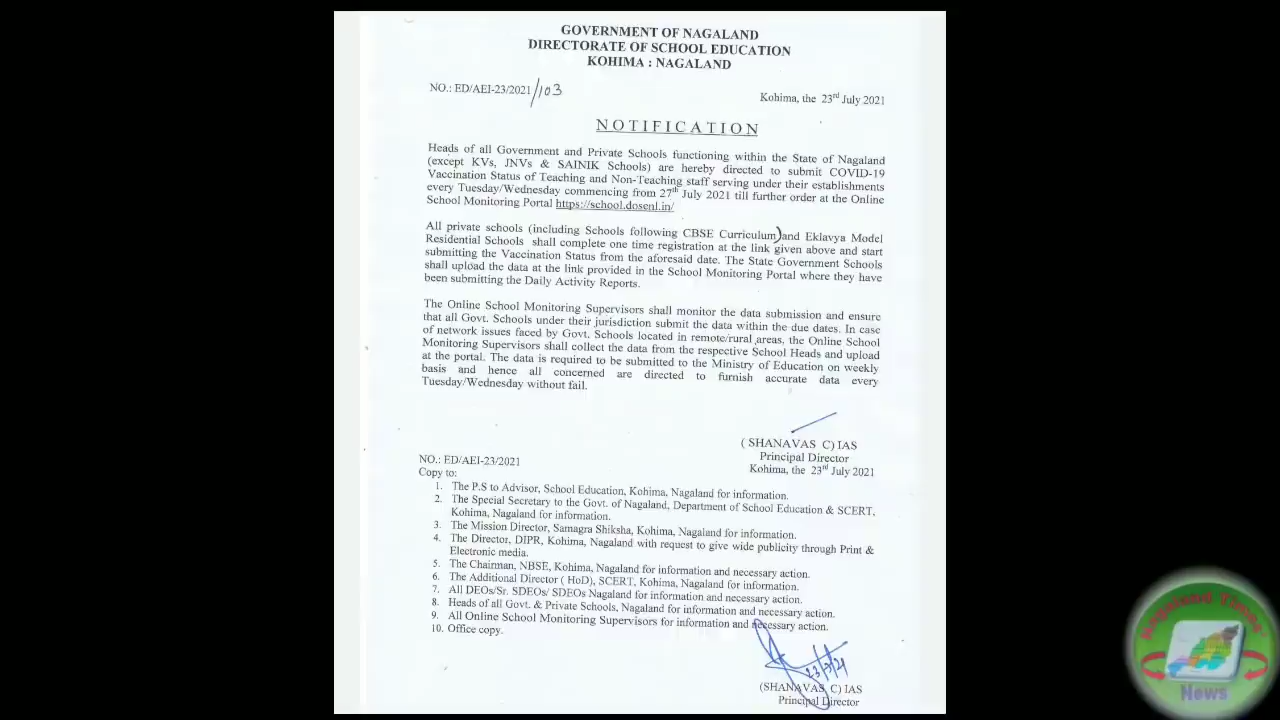 GOVERNMENT OF NAGALAND
DIRECTORATE OF SCHOOL EDUCATION
KOHIMA : NAGALAND
NO.: ED/AEI-23/2021/103
Kohima, the 23rd July 2021
NOTIFICATION
Heads of all Government and Private Schools functioning within the State of Nagaland
(except KVs, JNVs & SAINIK Schools) are hereby directed to submit COVID-19
Vaccination Status of Teaching and Non-Teaching staff serving under their establishments
every Tuesday/Wednesday commencing from 27th July 2021 till further order at the Online
School Monitoring Portal https://school.dosenl.in/
All private schools (including Schools following CBSE Curriculum) and Eklavya Model
Residential Schools shall complete one time registration at the link given above and start
submitting the Vaccination Status from the aforesaid date. The State Government Schools
shall upload the data at the link provided in the School Monitoring Portal where they have
been submitting the Daily Activity Reports.
The Online School Monitoring Supervisors shall monitor the data submission and ensure
that all Govt. Schools under their jurisdiction submit the data within the due dates. In case
of network issues faced by Govt. Schools located in remote/rural areas, the Online School
Monitoring Supervisors shall collect the data from the respective School Heads and upload
at the portal. The data is required to be submitted to the Ministry of Education on weekly
basis and hence all concerned are directed to furnish accurate data every
Tuesday/Wednesday without fail.
( SHANAVAS C) IAS
Principal Director
Kohima, the 23rd July 2021
NO.: ED/AEI-23/2021
Copy to:
1. The P.S to Advisor, School Education, Kohima, Nagaland for information.
2. The Special Secretary to the Govt. of Nagaland, Department of School Education & SCERT,
Kohima, Nagaland for information.
3. The Mission Director, Samagra Shiksha, Kohima, Nagaland for information.
4. The Director, DIPR, Kohima, Nagaland with request to give wide publicity through Print &
Electronic media.
5. The Chairman, NBSE, Kohima, Nagaland for information and necessary action.
6. The Additional Director ( HoD), SCERT, Kohima, Nagaland for information.
7. All DEOs/Sr. SDEOs/ SDEOs Nagaland for information and necessary action.
8. Heads of all Govt. & Private Schools, Nagaland for information and necessary action.
9. All Online School Monitoring Supervisors for information and necessary action.
10. Office copy.
23/7/21
(SHANAVAS C) IAS
Principal Director
Nagaland Times
News